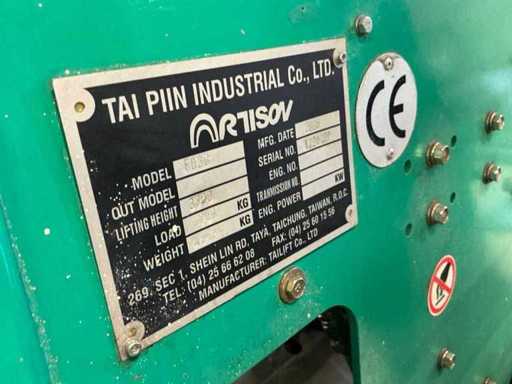 TAI PIIN INDUSTRIAL Co., LTD.
ARTISON
MODEL
OUT MODEL
LIFTING HEIGHT
LOAD KG
WEIGHT KG
MFG. DATE
SERIAL NO.
ENG. NO.
TRANMISSION NO.
ENG. POWER KW
269. SEC 1, SHEIN LIN RD, TAYA, TAICHUNG, TAIWAN, R.O.C.
TEL: (04) 25 66 62 08 FAX: (04) 25 60 15 56
MANUFACTURER: TAILIFT Co., LTD
CE